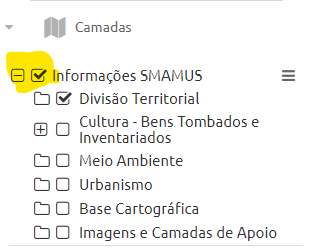 Camadas
Informações SMAMUS
Divisão Territorial
Cultura - Bens Tombados e
Inventariados
Meio Ambiente
Urbanismo
Base Cartográfica
Imagens e Camadas de Apoio